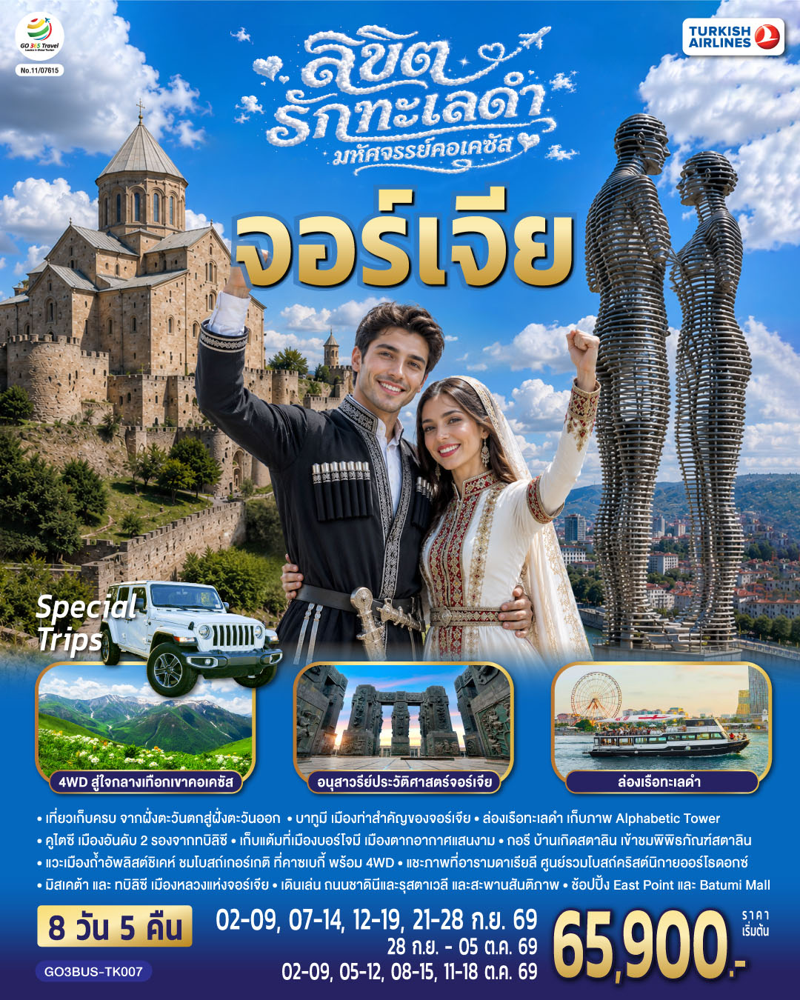 GO 365 Travel
Leaders in Global Tourism
No.11/07615
TURKISH
AIRLINES
ลิขิต
รักทะเลดำ
มหัศจรรย์คอเคซัส
จอร์เจีย
Special
Trips
4WD สู่ใจกลางเทือกเขาคอเคซัส
อนุสาวรีย์ประวัติศาสตร์จอร์เจีย
ล่องเรือทะเลดำ
• เที่ยวเก็บครบ จากฝั่งตะวันตกสู่ฝั่งตะวันออก • บาทูมี เมืองท่าสำคัญของจอร์เจีย • ล่องเรือทะเลดำ เก็บภาพ Alphabetic Tower
• คูไตซี เมืองอันดับ 2 รองจากทบิลิซี • เก็บแต้มที่เมืองบอร์โจมี เมืองตากอากาศแสนงาม • กอรี บ้านเกิดสตาลิน เข้าชมพิพิธภัณฑ์สตาลิน
• แวะเมืองถ้ำอัพลิสต์ชิเคห์ ชมโบสถ์เกอร์เกติ ที่คาซเบกี้ พร้อม 4WD • แชะภาพที่อารามดาเรียลี ศูนย์รวมโบสถ์คริสต์นิกายออร์โธดอกซ์
• มิสเคต้า และ ทบิลิซี เมืองหลวงแห่งจอร์เจีย • เดินเล่น ถนนชาดินีและรุสตาเวลี และสะพานสันติภาพ • ช้อปปิ้ง East Point และ Batumi Mall
8 วัน 5 คืน
GO3BUS-TK007
02-09, 07-14, 12-19, 21-28 ก.ย. 69
28 ก.ย. - 05 ต.ค. 69
02-09, 05-12, 08-15, 11-18 ต.ค. 69
65,900.-
ราคา
เริ่มต้น